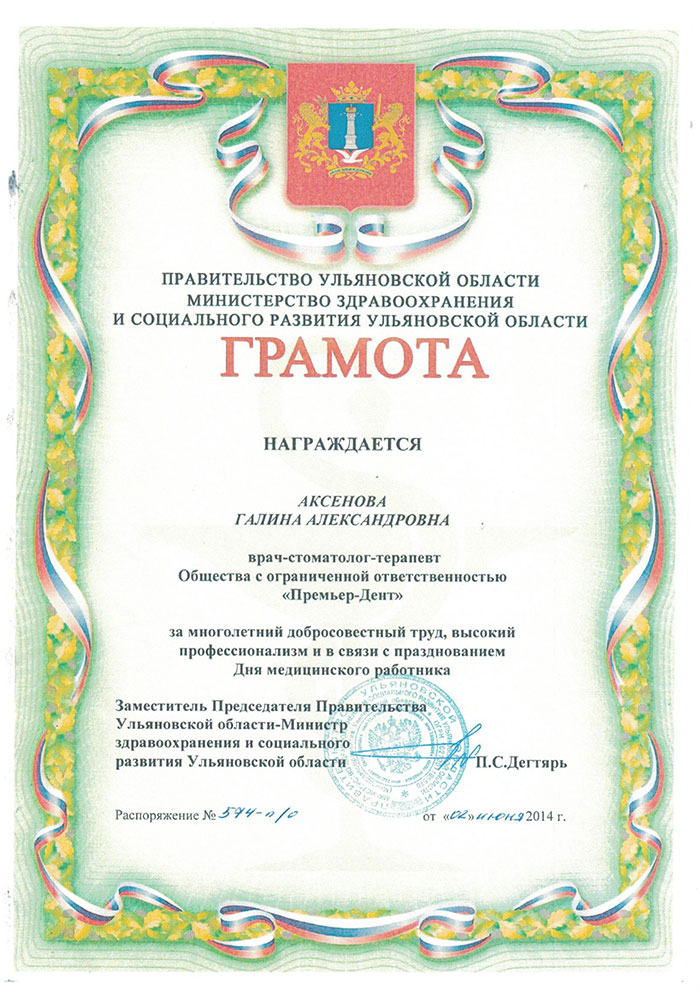 ПРАВИТЕЛЬСТВО УЛЬЯНОВСКОЙ ОБЛАСТИ
МИНИСТЕРСТВО ЗДРАВООХРАНЕНИЯ
И СОЦИАЛЬНОГО РАЗВИТИЯ УЛЬЯНОВСКОЙ ОБЛАСТИ
ГРАМОТА
НАГРАЖДАЕТСЯ
АКСЕНОВА
ГАЛИНА АЛЕКСАНДРОВНА
врач-стоматолог-терапевт
Общества с ограниченной ответственностью
«Премьер-Дент»
за многолетний добросовестный труд, высокий
профессионализм и в связи с празднованием
Дня медицинского работника
Заместитель Председателя Правительства
Ульяновской области-Министр
здравоохранения и социального
развития Ульяновской области П.С.Дегтярь
Распоряжение № 574-п/о от «02» июня 2014 г.